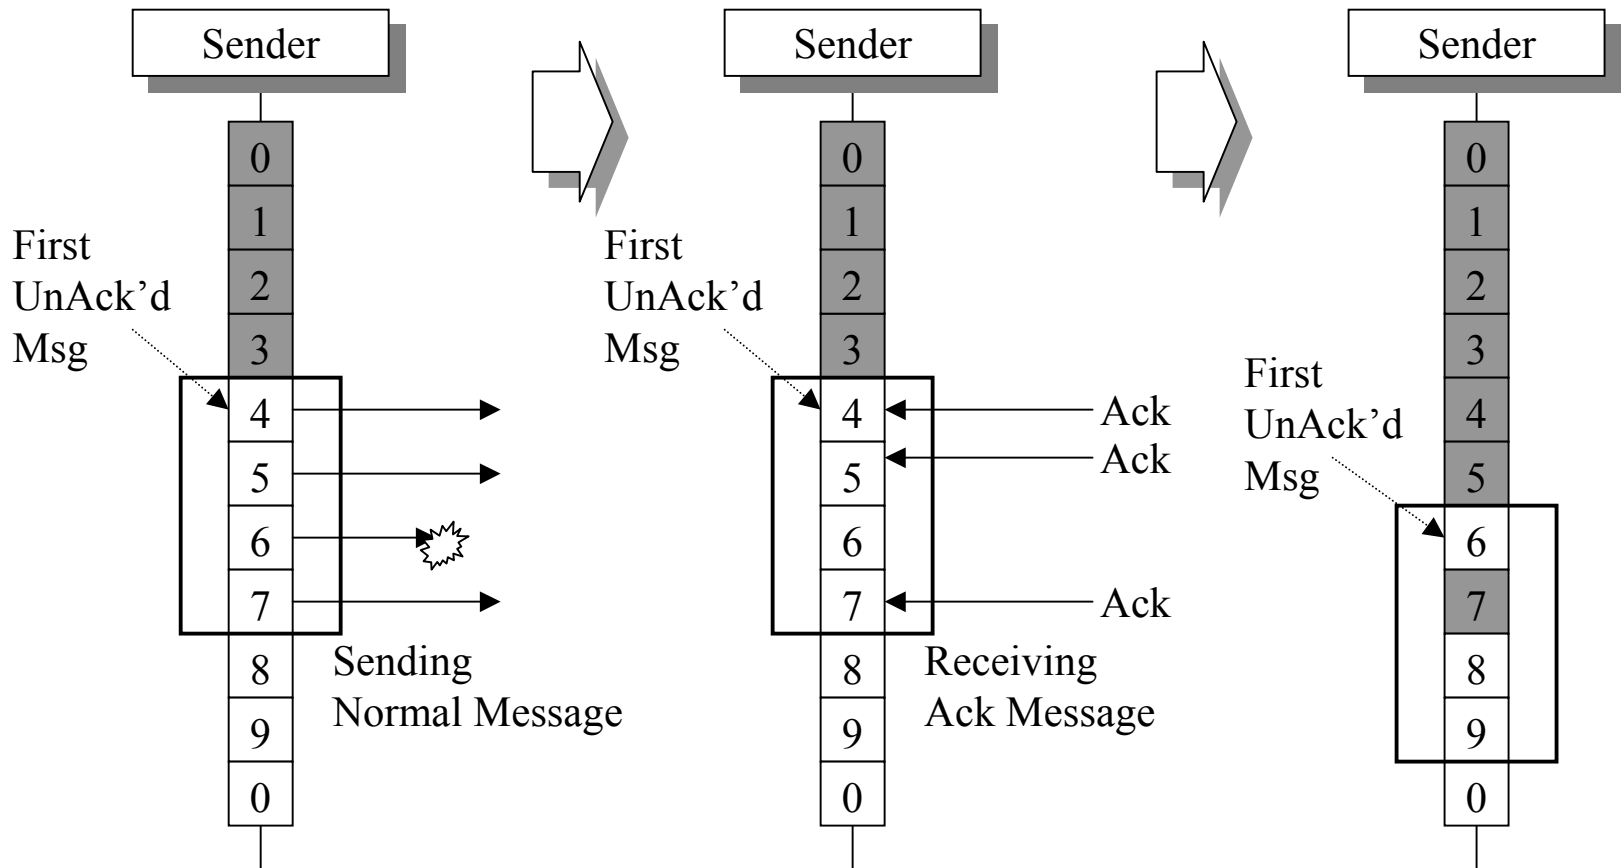 Sender
0
1
2
3
4
5
6
7
8
9
0
First
UnAck’d
Msg
Sending
Normal Message
Sender
0
1
2
3
4
5
6
7
8
9
0
First
UnAck’d
Msg
Ack
Ack
Ack
Receiving
Ack Message
Sender
0
1
2
3
4
5
6
7
8
9
0
First
UnAck’d
Msg